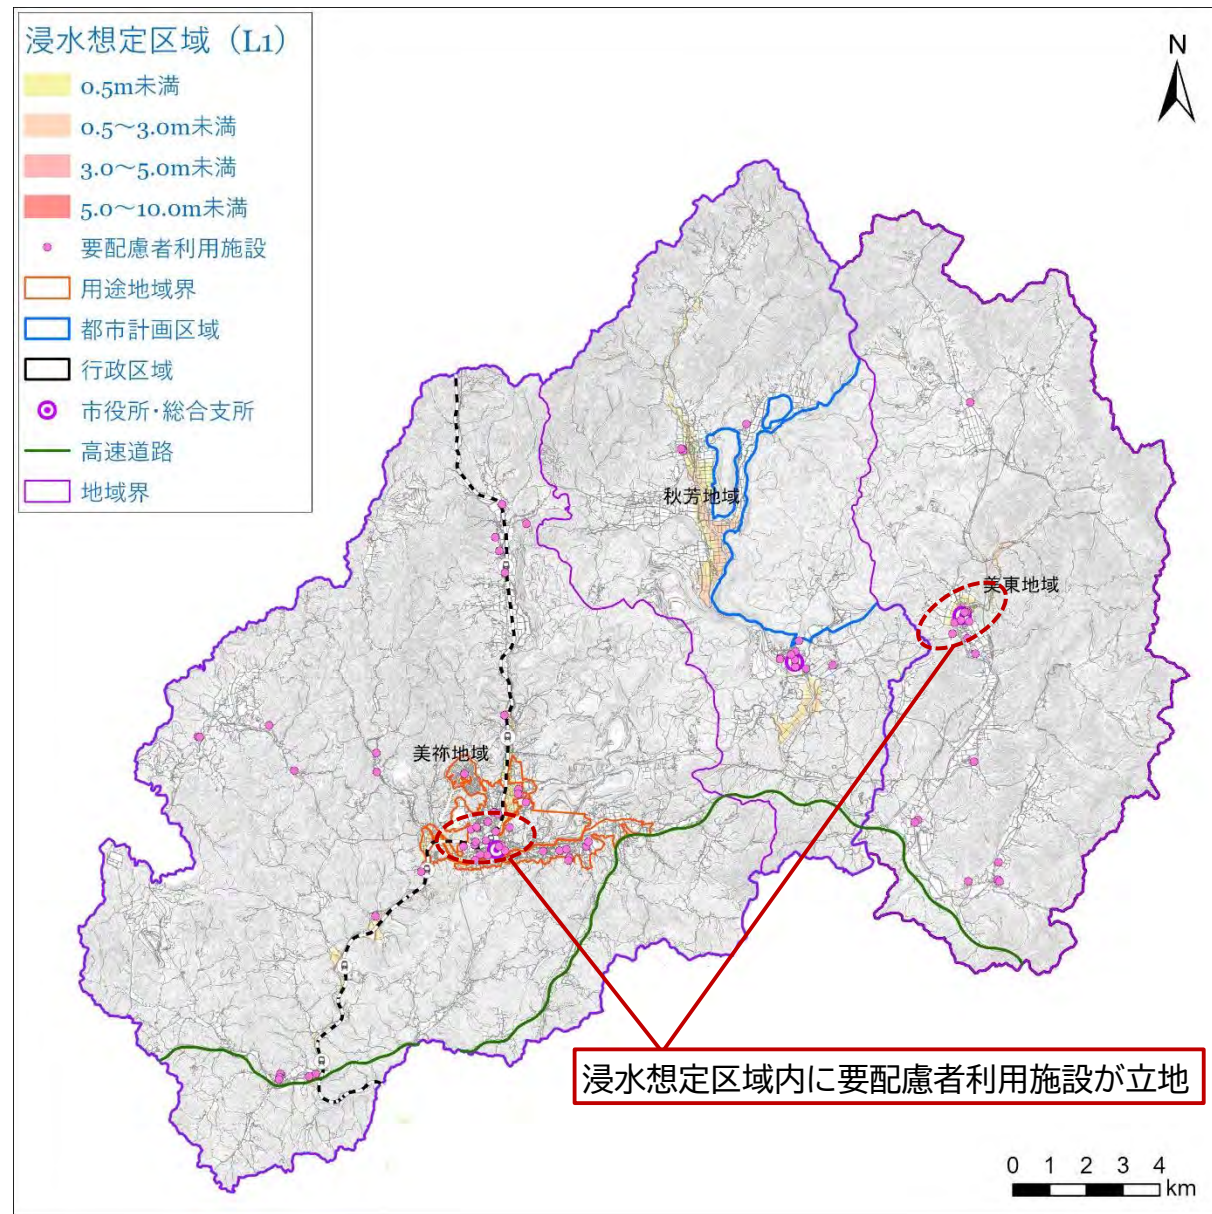 浸水想定区域（L1）
0.5m未満
0.5～3.0m未満
3.0～5.0m未満
5.0～10.0m未満
要配慮者利用施設
用途地域界
都市計画区域
行政区域
市役所・総合支所
高速道路
地域界
N
秋芳地域
美東地域
美祢地域
浸水想定区域内に要配慮者利用施設が立地
0 1 2 3 4
km